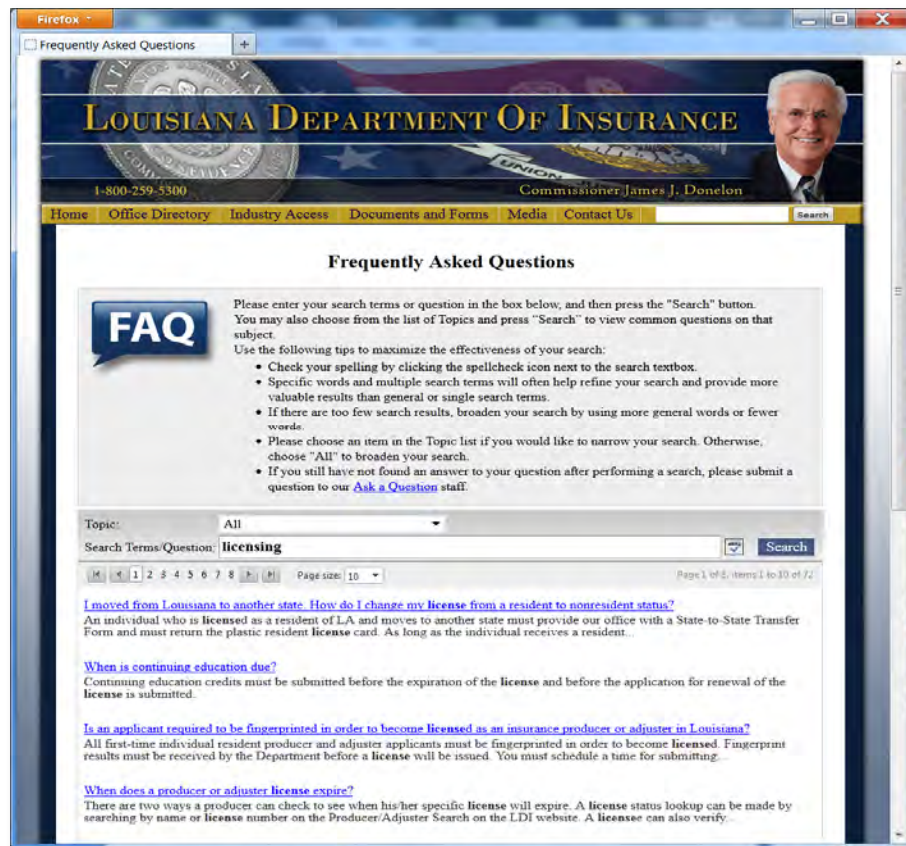 Firefox
Frequently Asked Questions
+
LOUISIANA DEPARTMENT OF INSURANCE
UNION
1-800-259-5300
Commissioner James J. Donelon
Home Office Directory Industry Access Documents and Forms Media Contact Us Search
Frequently Asked Questions
FAQ
Please enter your search terms or question in the box below, and then press the "Search" button.
You may also choose from the list of Topics and press "Search" to view common questions on that
subject.
Use the following tips to maximize the effectiveness of your search:
• Check your spelling by clicking the spellcheck icon next to the search textbox.
• Specific words and multiple search terms will often help refine your search and provide more
valuable results than general or single search terms.
• If there are too few search results, broaden your search by using more general words or fewer
words.
• Please choose an item in the Topic list if you would like to narrow your search. Otherwise,
choose "All" to broaden your search.
• If you still have not found an answer to your question after performing a search, please submit a
question to our Ask a Question staff.
Topic: All
Search Terms/Question: licensing Search
1 2 3 4 5 6 7 8 Page size: 10 Page 1 of 8, items 1 to 10 of 72
I moved from Louisiana to another state. How do I change my license from a resident to nonresident status?
An individual who is licensed as a resident of LA and moves to another state must provide our office with a State-to-State Transfer
Form and must return the plastic resident license card. As long as the individual receives a resident...
When is continuing education due?
Continuing education credits must be submitted before the expiration of the license and before the application for renewal of the
license is submitted.
Is an applicant required to be fingerprinted in order to become licensed as an insurance producer or adjuster in Louisiana?
All first-time individual resident producer and adjuster applicants must be fingerprinted in order to become licensed. Fingerprint
results must be received by the Department before a license will be issued. You must schedule a time for submitting...
When does a producer or adjuster license expire?
There are two ways a producer can check to see when his/her specific license will expire. A license status lookup can be made by
searching by name or license number on the Producer/Adjuster Search on the LDI website. A licensee can also verify...